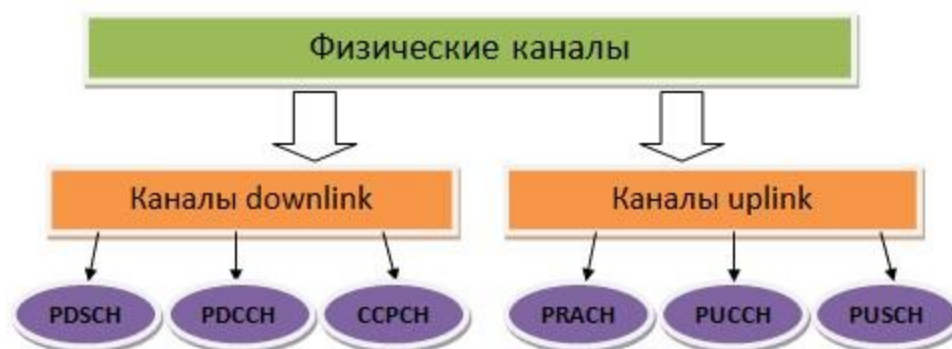 Физические каналы
Каналы downlink
Каналы uplink
PDSCH
PDCCH
CCPCH
PRACH
PUCCH
PUSCH